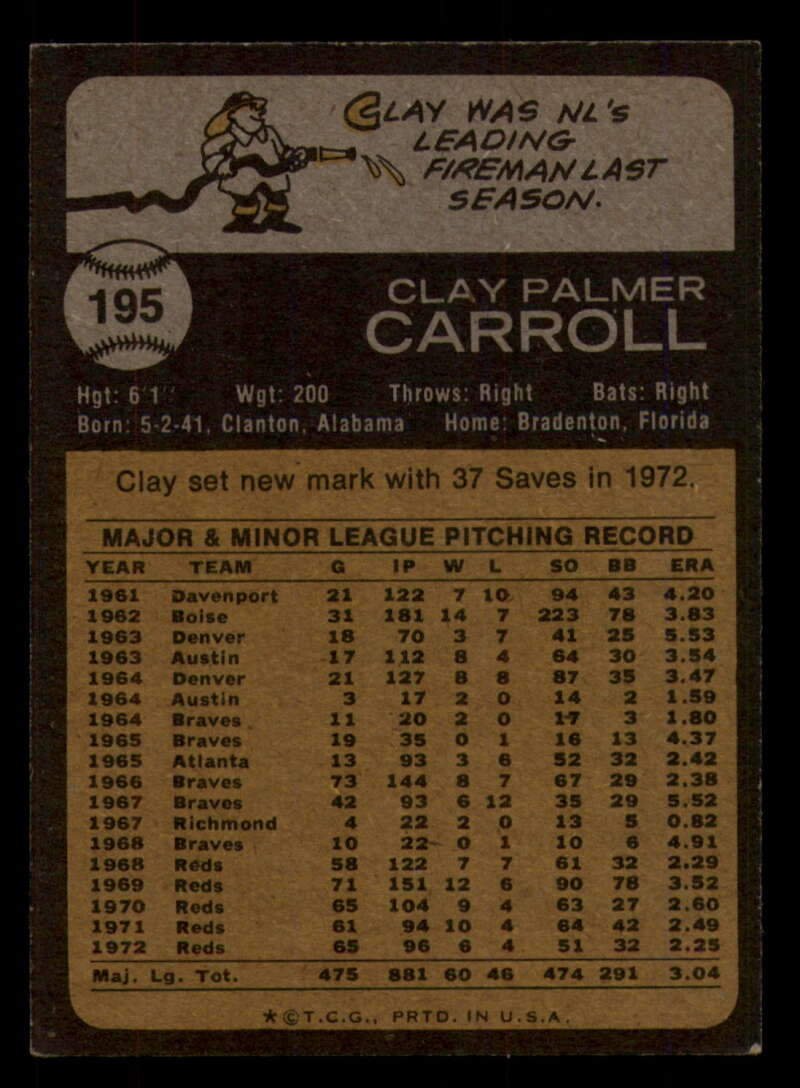 CLAY WAS NL'S
LEADING
FIREMAN LAST
SEASON.
195
CLAY PALMER
CARROLL
Hgt: 6'1" Wgt: 200 Throws: Right Bats: Right
Born: 5-2-41, Clanton, Alabama Home: Bradenton, Florida
Clay set new mark with 37 Saves in 1972.
MAJOR & MINOR LEAGUE PITCHING RECORD
YEAR TEAM G IP W L SO BB ERA
1961 Davenport 21 122 7 10 94 43 4.20
1962 Boise 31 181 14 7 223 78 3.83
1963 Denver 18 70 3 7 41 25 5.53
1963 Austin 17 112 8 4 64 30 3.54
1964 Denver 21 127 8 8 87 35 3.47
1964 Austin 3 17 2 0 14 2 1.59
1964 Braves 11 20 2 0 17 3 1.80
1965 Braves 19 35 0 1 16 13 4.37
1965 Atlanta 13 93 3 6 52 32 2.42
1966 Braves 73 144 8 7 67 29 2.38
1967 Braves 42 93 6 12 35 29 5.52
1967 Richmond 4 22 2 0 13 5 0.82
1968 Braves 10 22 0 1 10 6 4.91
1968 Reds 58 122 7 7 61 32 2.29
1969 Reds 71 151 12 6 90 78 3.52
1970 Reds 65 104 9 4 63 27 2.60
1971 Reds 61 94 10 4 64 42 2.49
1972 Reds 65 96 6 4 51 32 2.25
Maj. Lg. Tot. 475 881 60 46 474 291 3.04
*©T.C.G., PRTD. IN U.S.A.